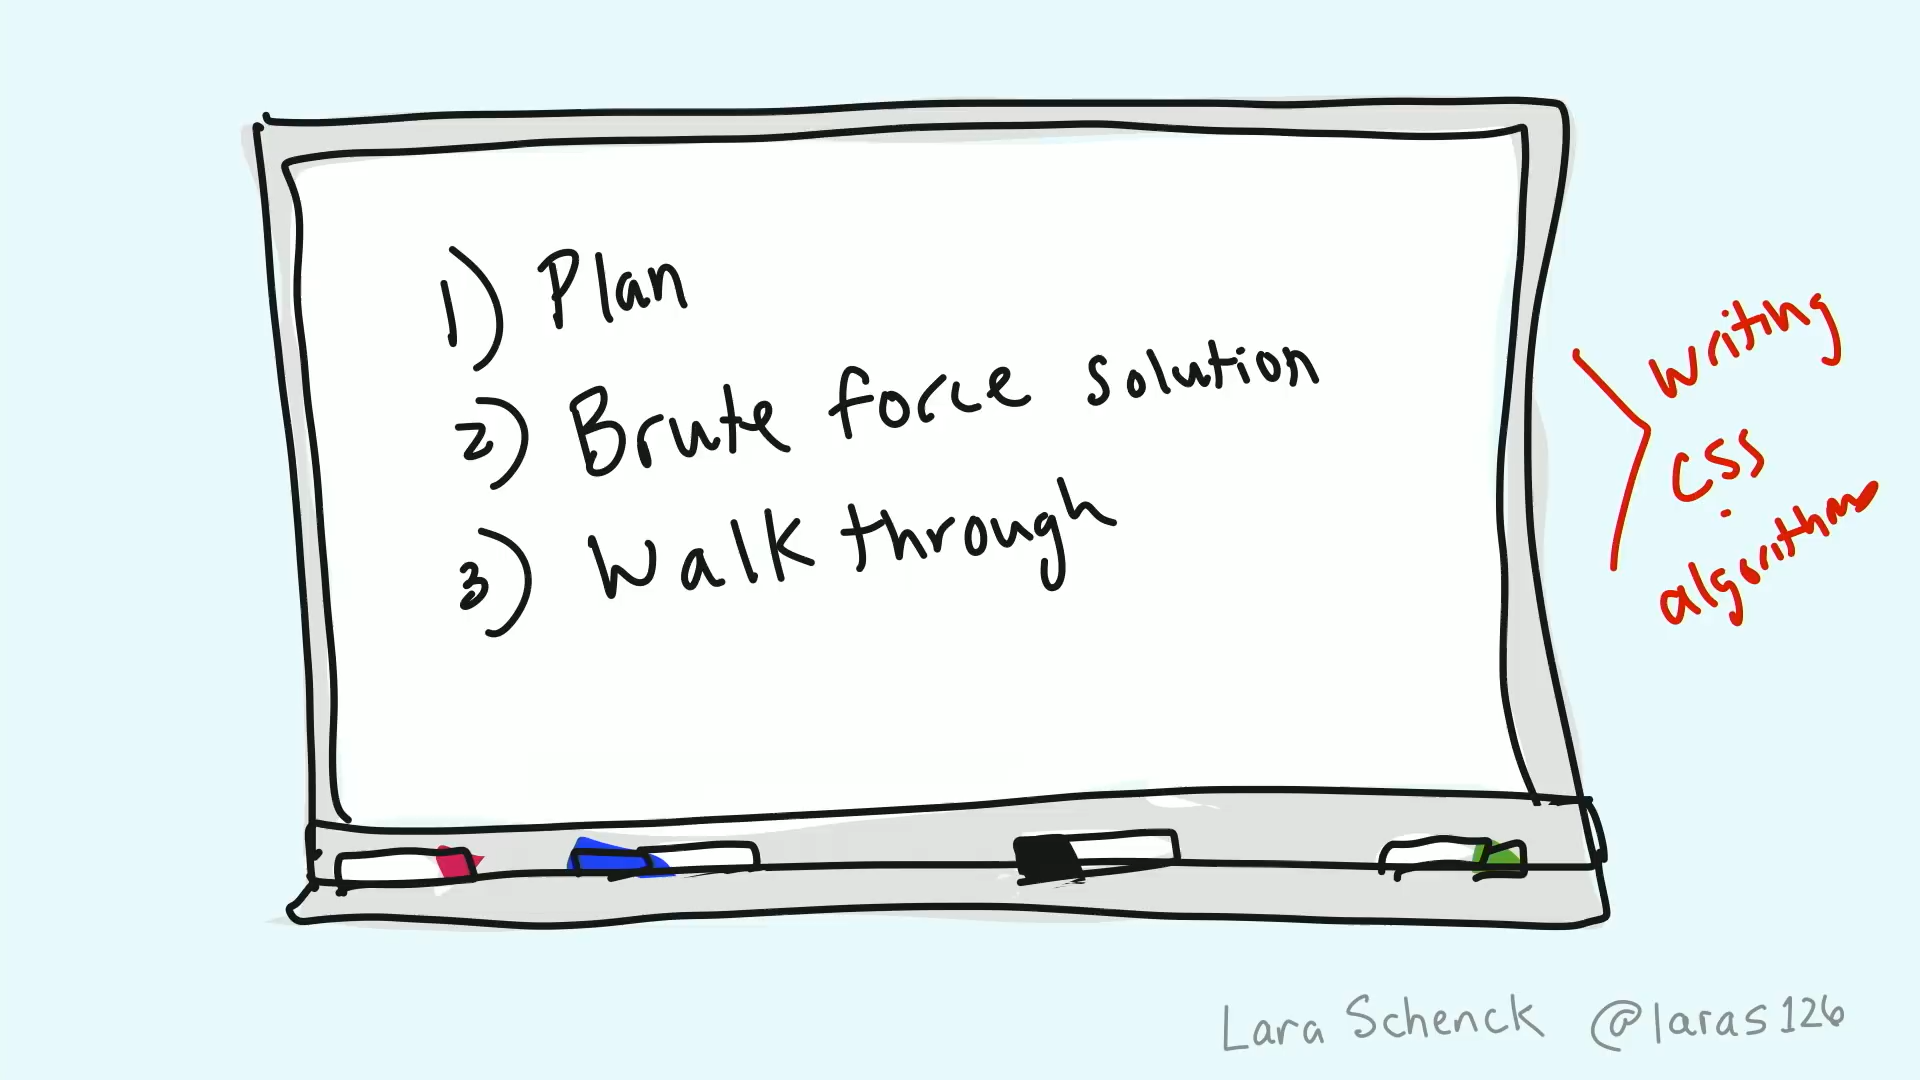 1) Plan
2) Brute force solution
3) Walk through
writing
CSS
algorithms
Lara Schenck @laras126